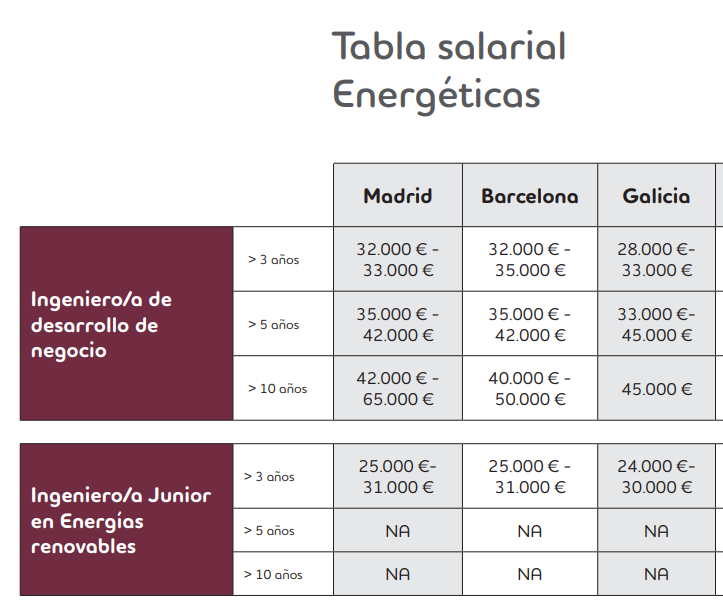 Tabla salarial
Energéticas
Madrid Barcelona Galicia
Ingeniero/a de
desarrollo de
negocio
> 3 años
32.000 € -
33.000 €
32.000 € -
35.000 €
28.000 €-
33.000 €
> 5 años
35.000 € -
42.000 €
35.000 € -
42.000 €
33.000 €-
45.000 €
> 10 años
42.000 € -
65.000 €
40.000 € -
50.000 €
45.000 €
Ingeniero/a Junior
en Energías
renovables
> 3 años
25.000 €-
31.000 €
25.000 € -
31.000 €
24.000 €-
30.000 €
> 5 años
NA
NA
NA
> 10 años
NA
NA
NA